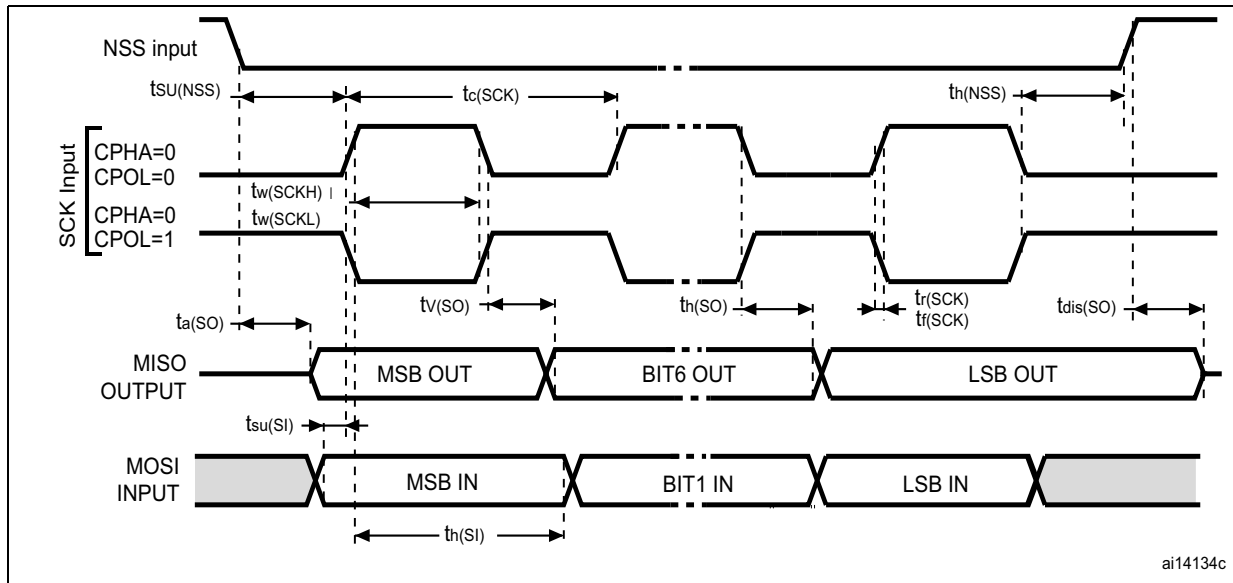 NSS input
tSU(NSS)
tc(SCK)
th(NSS)
SCK Input
CPHA=0
CPOL=0
tw(SCKH)
CPHA=0
CPOL=1
tw(SCKL)
ta(SO)
tV(SO)
th(SO)
tr(SCK)
tf(SCK)
tdis(SO)
MISO
OUTPUT
MSB OUT
BIT6 OUT
LSB OUT
tsu(SI)
MOSI
INPUT
MSB IN
BIT1 IN
LSB IN
th(SI)
ai14134c